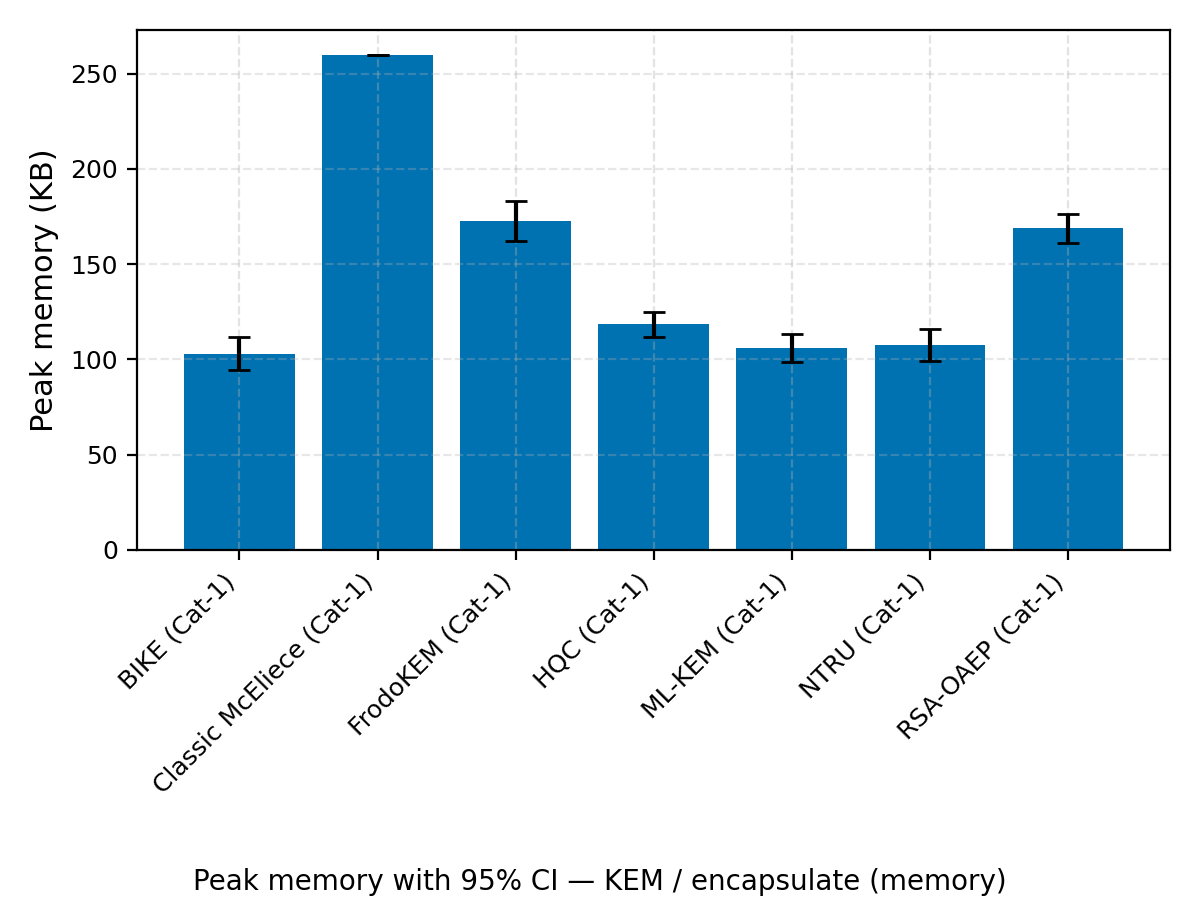 Peak memory (KB)
250
200
150
100
50
0
BIKE (Cat-1)
Classic McEliece (Cat-1)
FrodoKEM (Cat-1)
HQC (Cat-1)
ML-KEM (Cat-1)
NTRU (Cat-1)
RSA-OAEP (Cat-1)
Peak memory with 95% CI — KEM / encapsulate (memory)